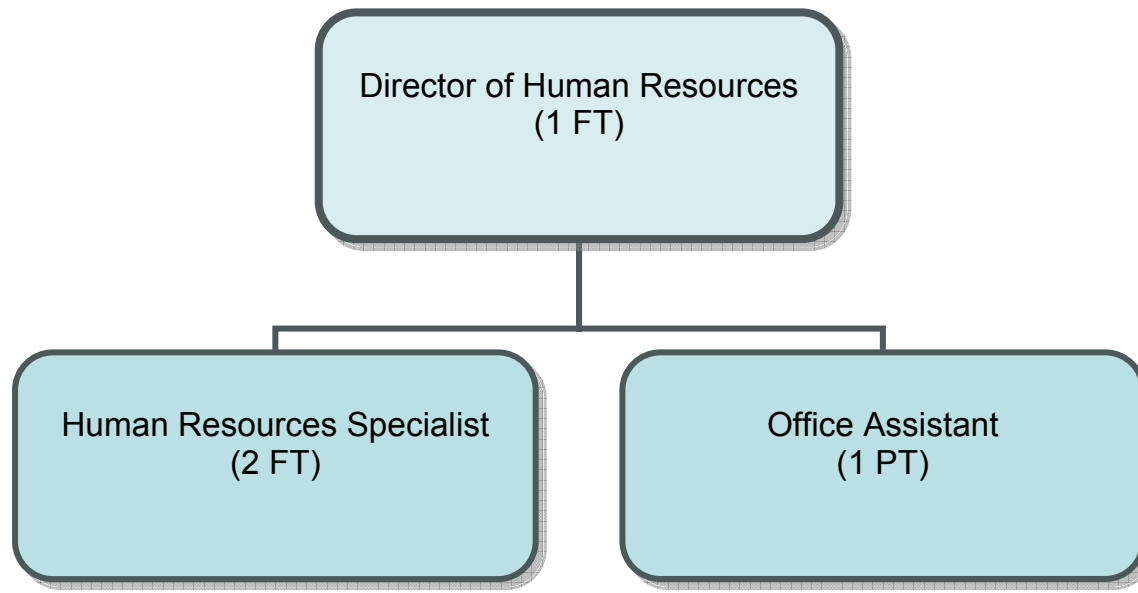 Director of Human Resources
(1 FT)
Human Resources Specialist
(2 FT)
Office Assistant
(1 PT)